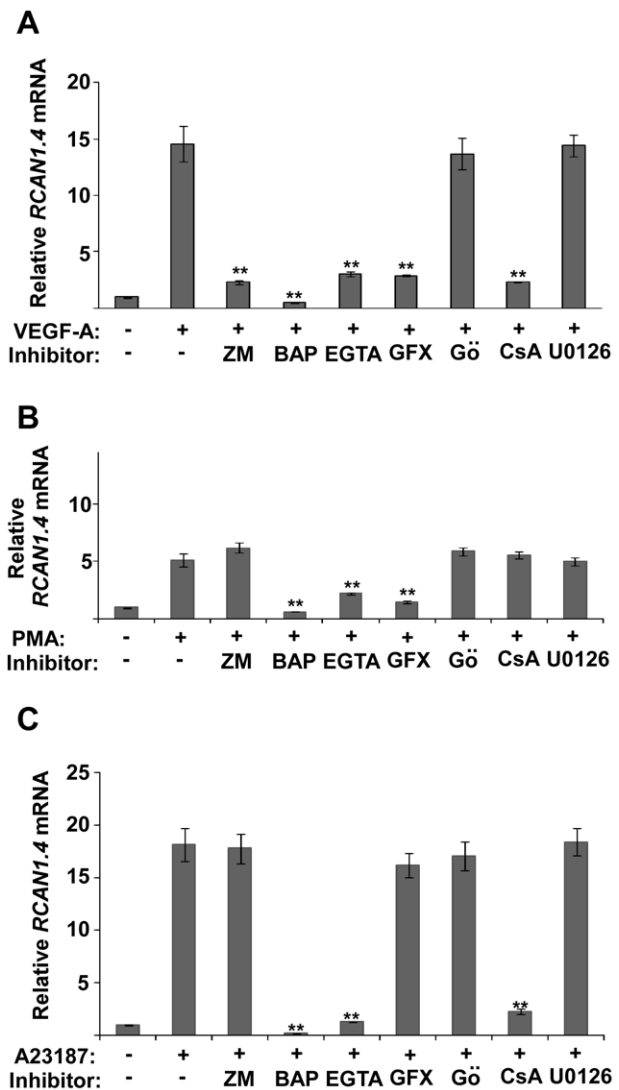 A
Relative RCAN1.4 mRNA
20
15
10
5
VEGF-A: - + + + + + + + +
Inhibitor: - - ZM BAP EGTA GFX Gö CsA U0126
** ** ** ** **
B
Relative
RCAN1.4 mRNA
10
5
** ** **
PMA: - + + + + + + + +
Inhibitor: - - ZM BAP EGTA GFX Gö CsA U0126
C
Relative RCAN1.4 mRNA
25
20
15
10
5
** ** **
A23187: - + + + + + + + +
Inhibitor: - - ZM BAP EGTA GFX Gö CsA U0126